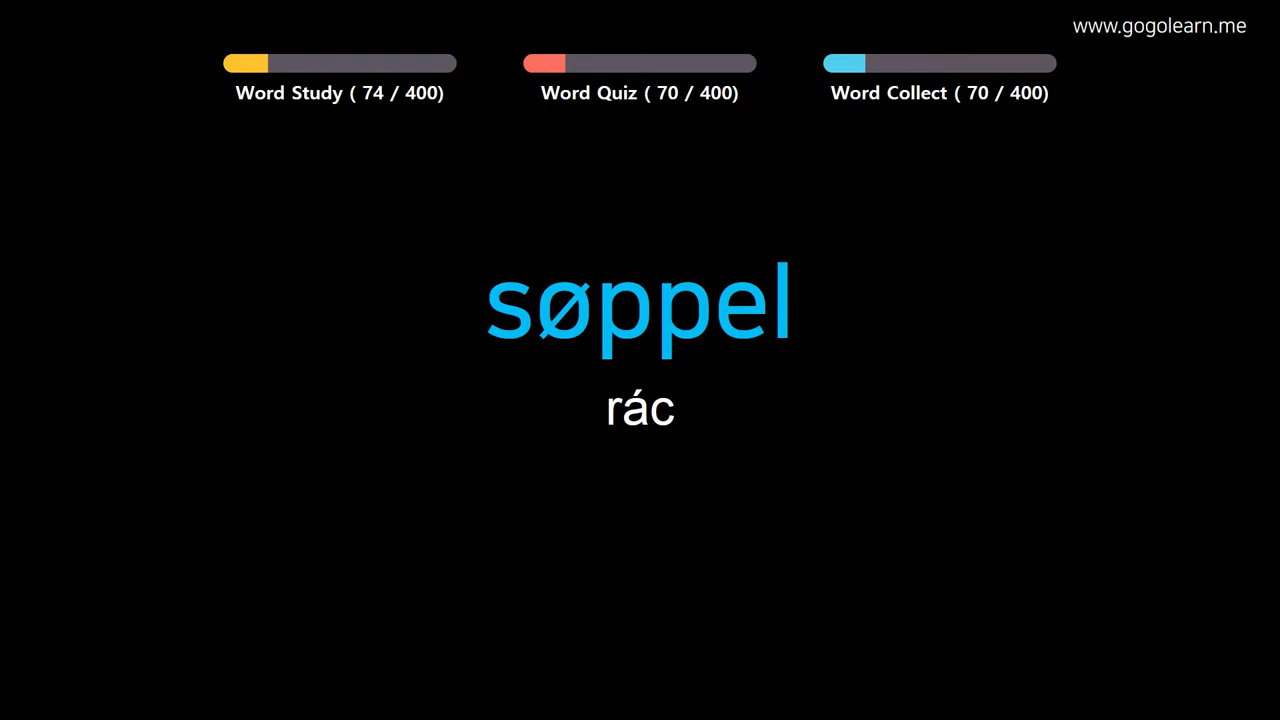 www.gogolearn.me
Word Study ( 74 / 400)
Word Quiz ( 70 / 400)
Word Collect ( 70 / 400)
søppel
rác